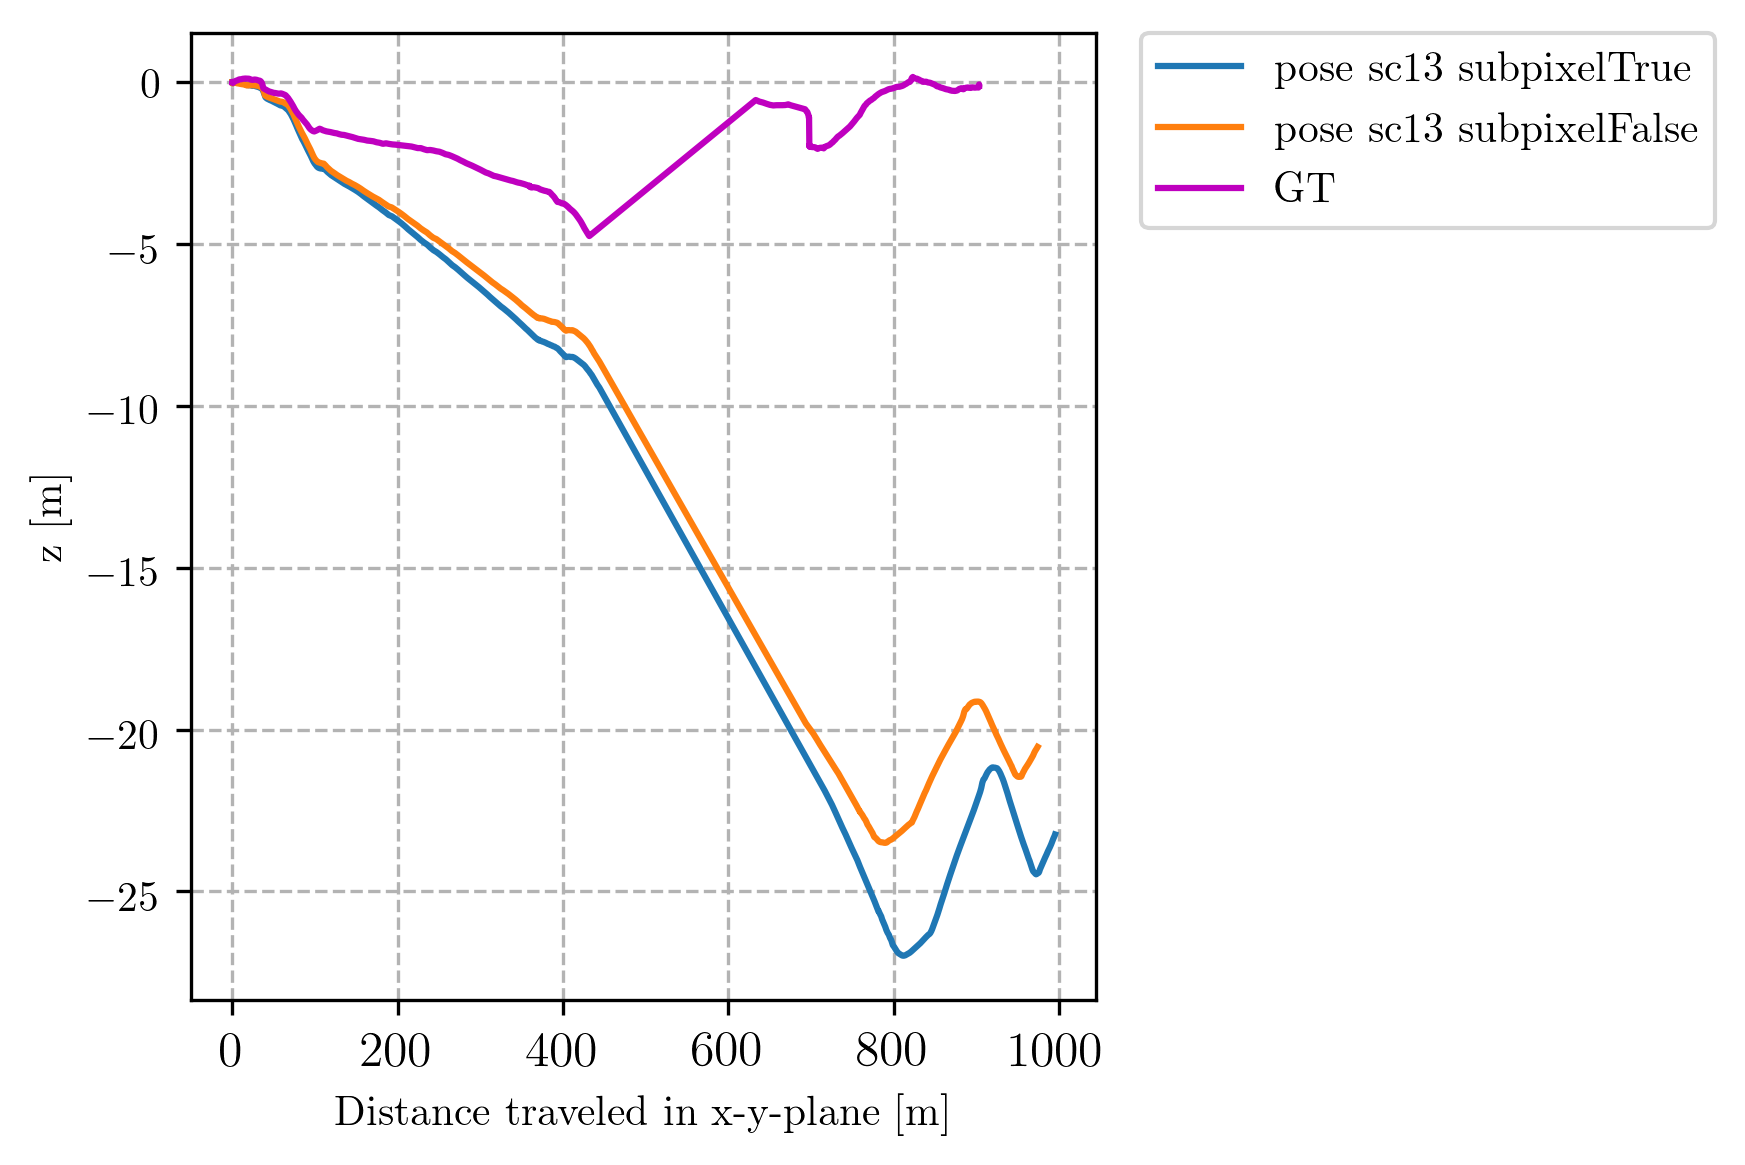 pose sc13 subpixelTrue
pose sc13 subpixelFalse
GT
0
−5
−10
−15
−20
−25
z [m]
0 200 400 600 800 1000
Distance traveled in x-y-plane [m]